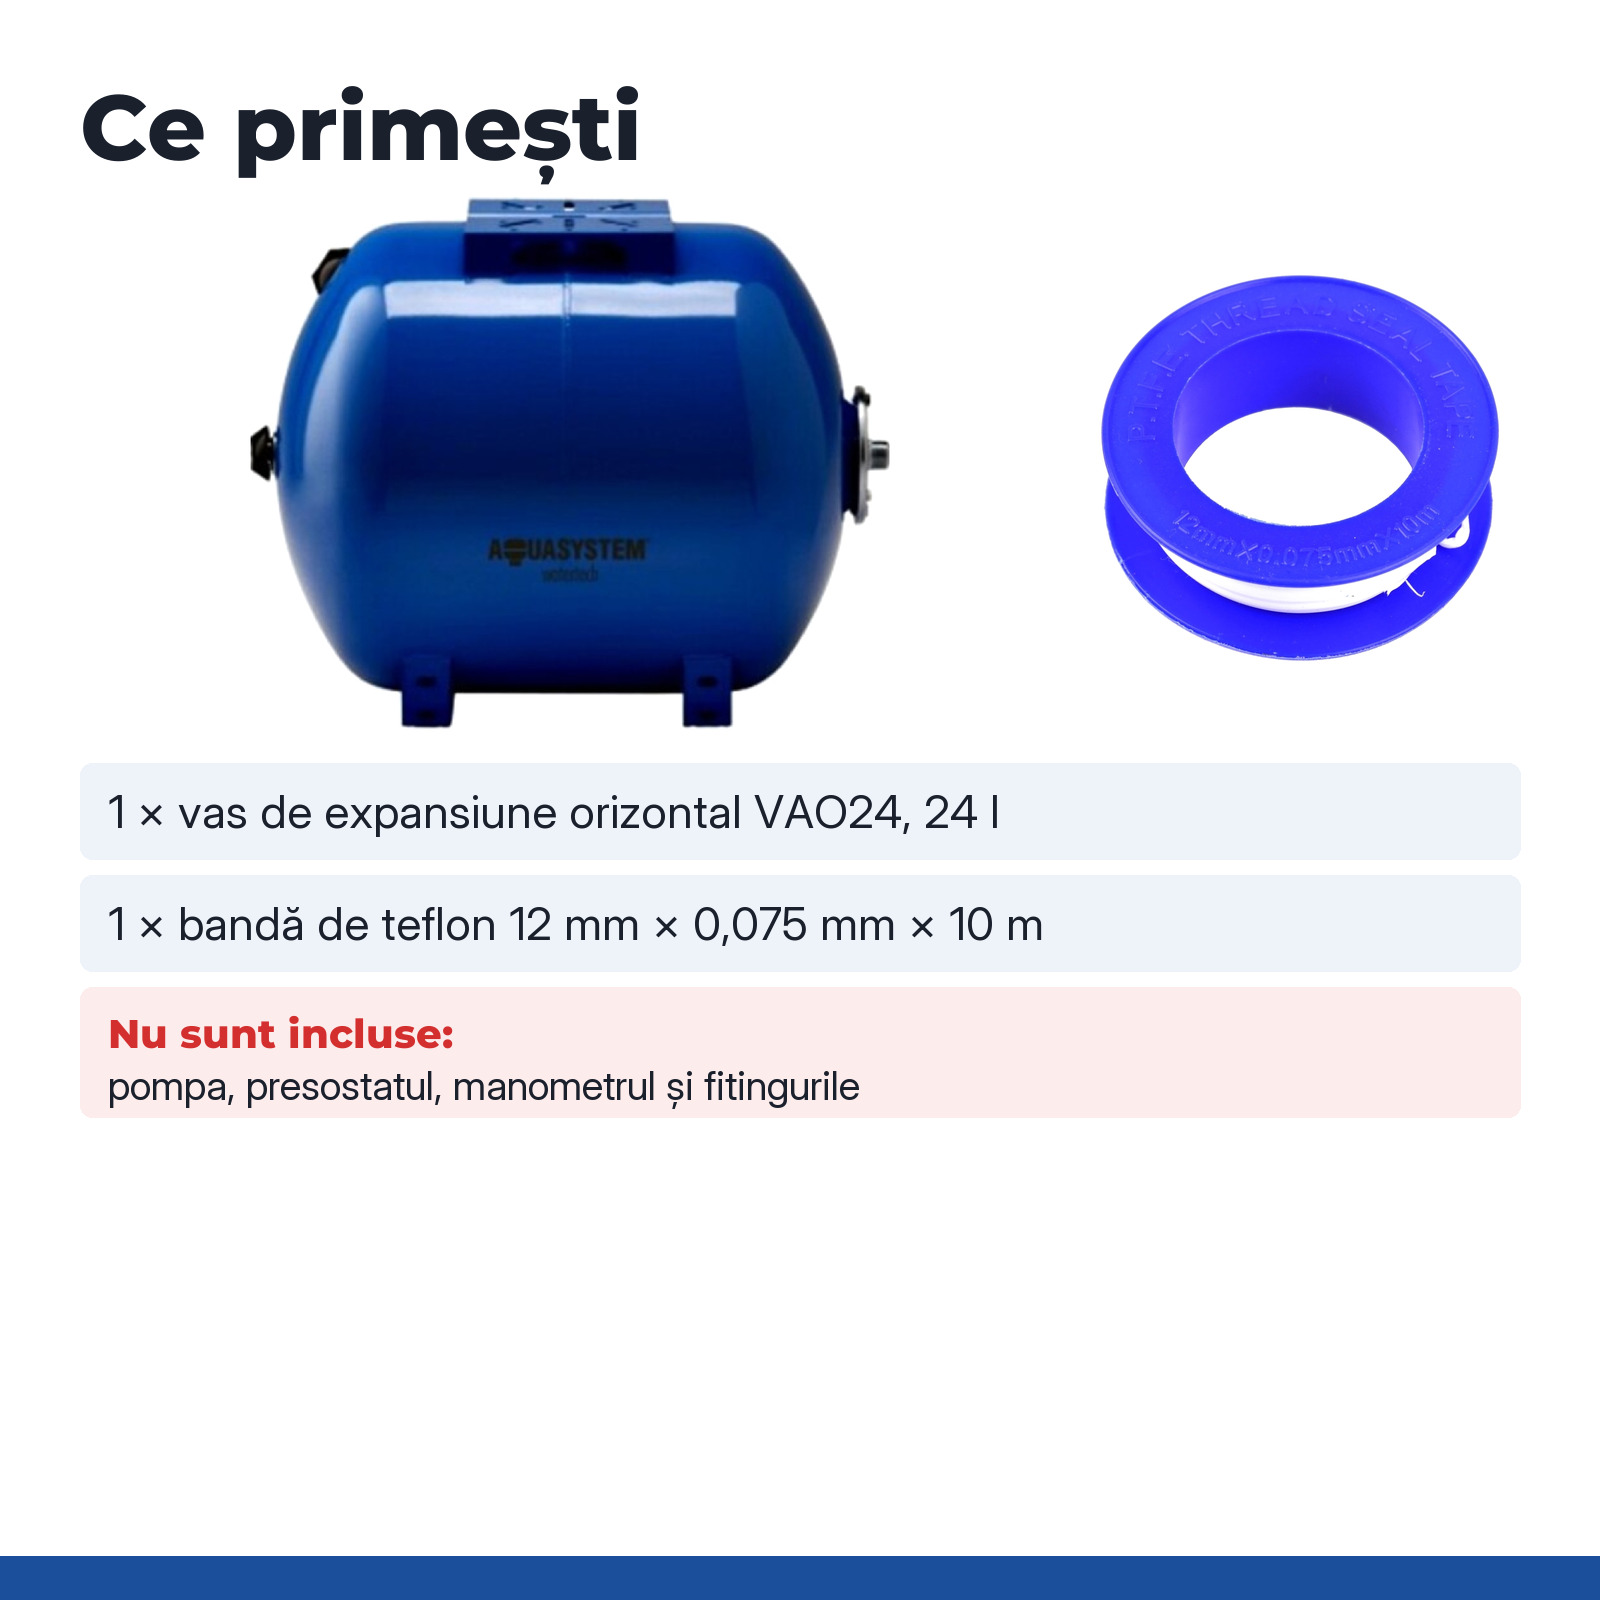 Ce primești
AQUASYSTEM
watertech
P.T.F.E. THREAD SEAL TAPE
12mmX0.075mmX10m
1 × vas de expansiune orizontal VAO24, 24 l
1 × bandă de teflon 12 mm × 0,075 mm × 10 m
Nu sunt incluse:
pompa, presostatul, manometrul și fitingurile